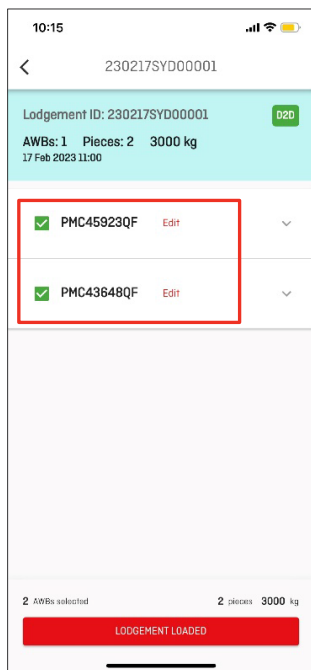 10:15
230217SYD00001
Lodgement ID: 230217SYD00001 D2D
AWBs: 1 Pieces: 2 3000 kg
17 Feb 2023 11:00
PMC45923QF Edit
PMC43648QF Edit
2 AWBs selected 2 pieces 3000 kg
LODGEMENT LOADED